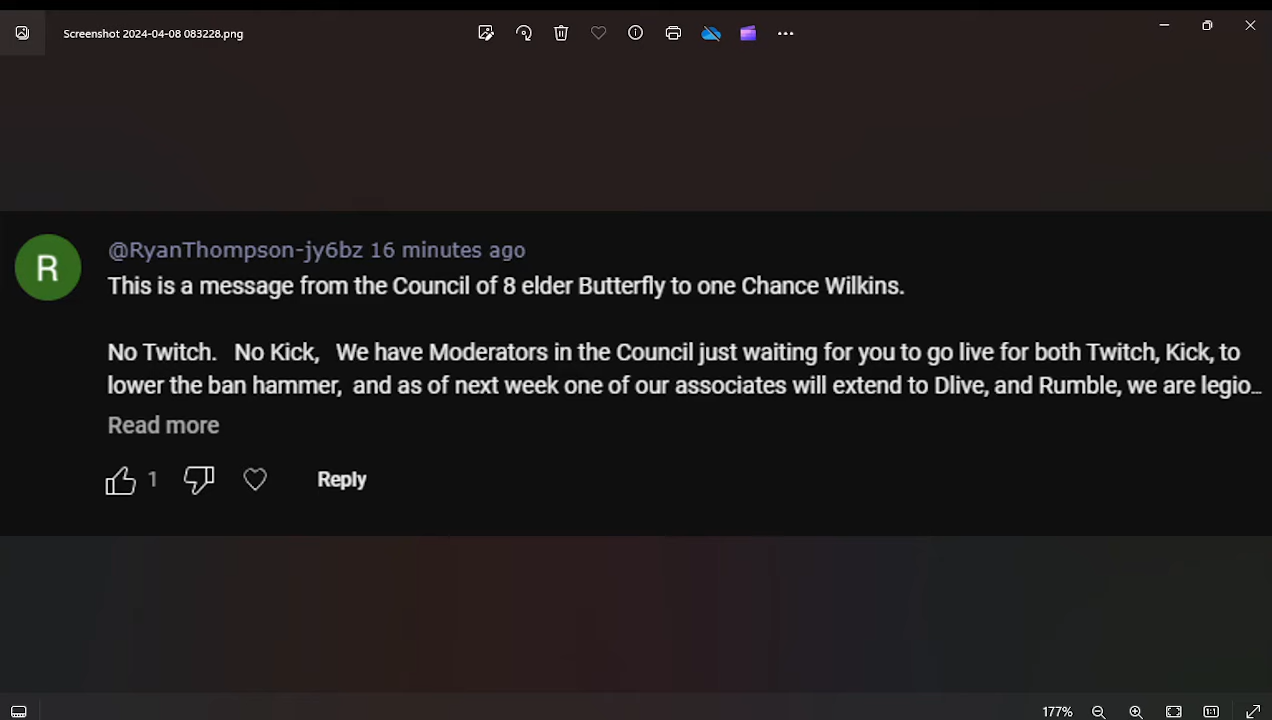 Screenshot 2024-04-08 083228.png
R
@RyanThompson-jy6bz 16 minutes ago
This is a message from the Council of 8 elder Butterfly to one Chance Wilkins.
No Twitch. No Kick, We have Moderators in the Council just waiting for you to go live for both Twitch, Kick, to
lower the ban hammer, and as of next week one of our associates will extend to Dlive, and Rumble, we are legio...
Read more
1
Reply
177%
1:1